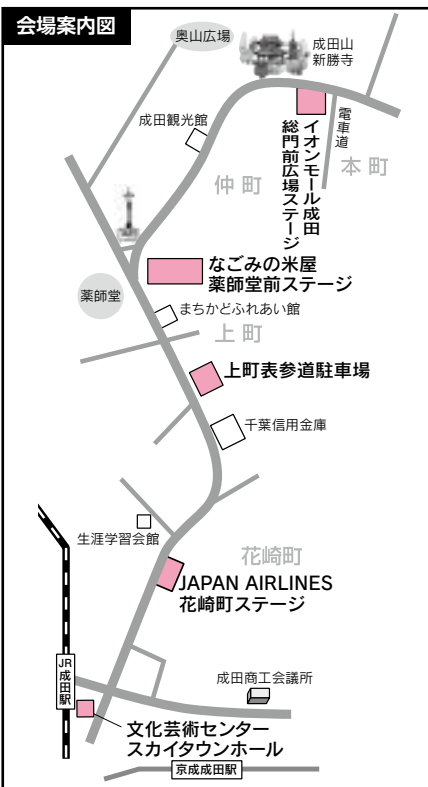 会場案内図
奥山広場
成田山
新勝寺
成田観光館
電車道
イオンモール成田
総門前広場ステージ
本町
仲町
なごみの米屋
薬師堂前ステージ
薬師堂
まちかどふれあい館
上町
上町表参道駐車場
千葉信用金庫
生涯学習会館
花崎町
JAPAN AIRLINES
花崎町ステージ
JR
成田駅
成田商工会議所
文化芸術センター
スカイタウンホール
京成成田駅